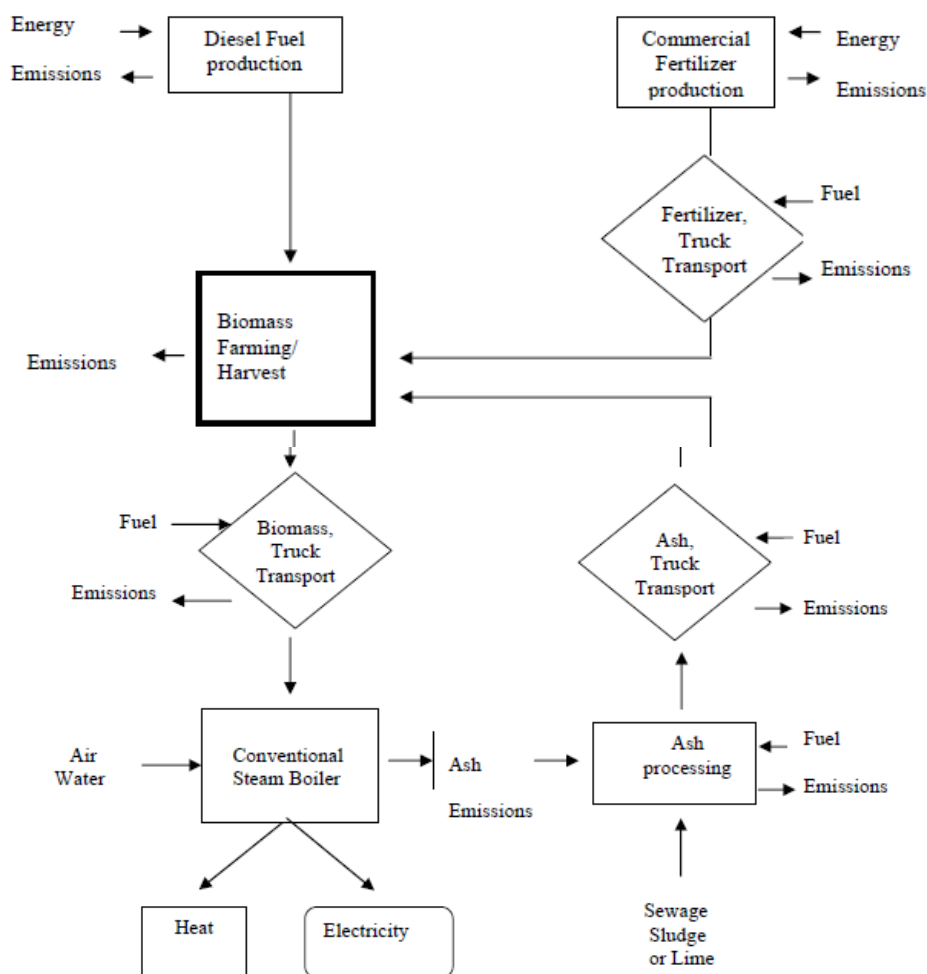 Energy
Emissions
Diesel Fuel
production
Commercial
Fertilizer
production
Energy
Emissions
Fertilizer,
Truck
Transport
Fuel
Emissions
Biomass
Farming/
Harvest
Emissions
Fuel
Emissions
Biomass,
Truck
Transport
Ash,
Truck
Transport
Fuel
Emissions
Air
Water
Conventional
Steam Boiler
Ash
Emissions
Ash
processing
Fuel
Emissions
Heat
Electricity
Sewage
Sludge
or Lime